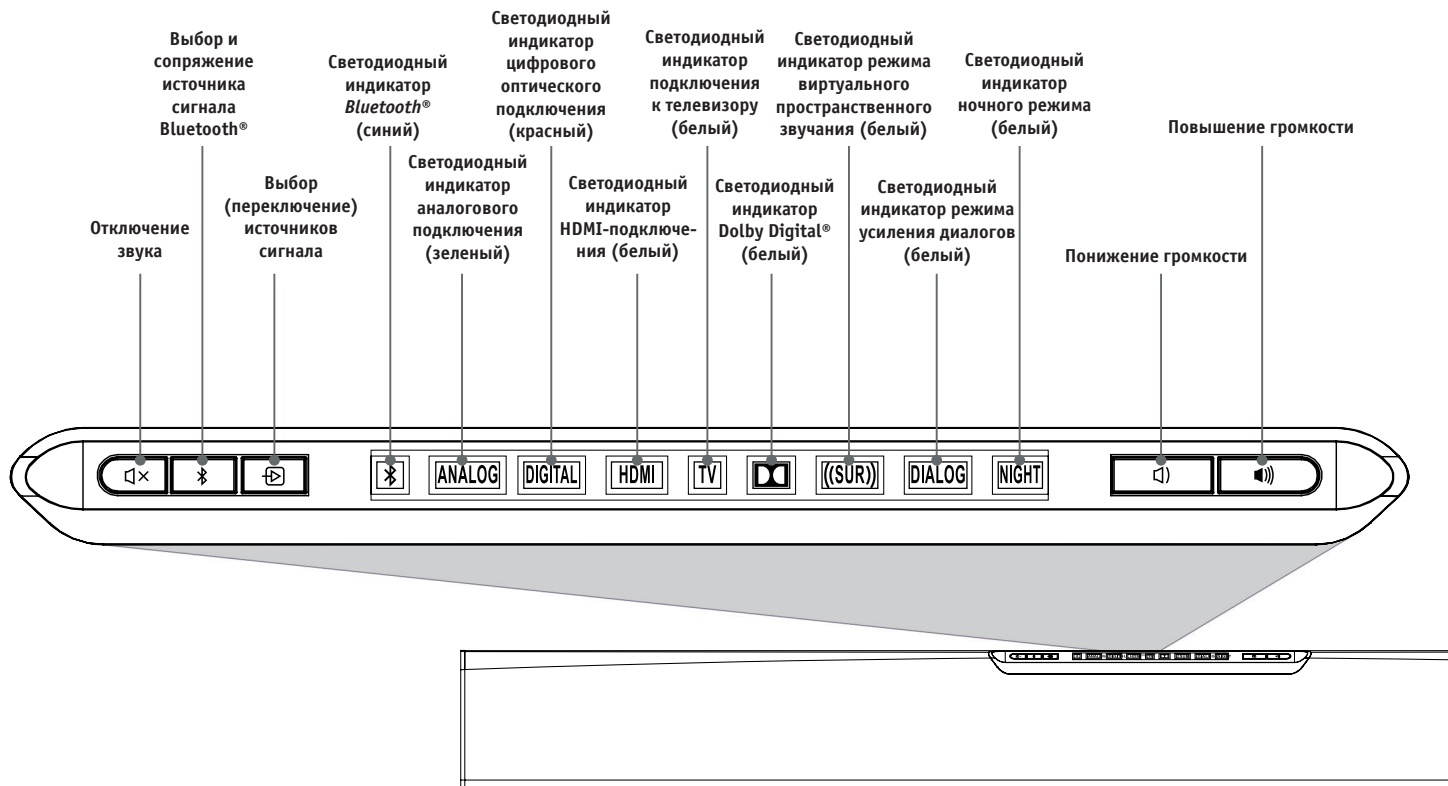 Выбор и
сопряжение
источника
сигнала
Bluetooth®
Светодиодный
индикатор
Bluetooth®
(синий)
Светодиодный
индикатор
цифрового
оптического
подключения
(красный)
Светодиодный
индикатор
подключения
к телевизору
(белый)
Светодиодный
индикатор режима
виртуального
пространственного
звучания (белый)
Светодиодный
индикатор
ночного режима
(белый)
Повышение громкости
Отключение
звука
Выбор
(переключение)
источников
сигнала
Светодиодный
индикатор
аналогового
подключения
(зеленый)
Светодиодный
индикатор
HDMI-подключе-
ния (белый)
Светодиодный
индикатор
Dolby Digital®
(белый)
Светодиодный
индикатор режима
усиления диалогов
(белый)
Понижение громкости
ANALOG DIGITAL HDMI TV ((SUR)) DIALOG NIGHT